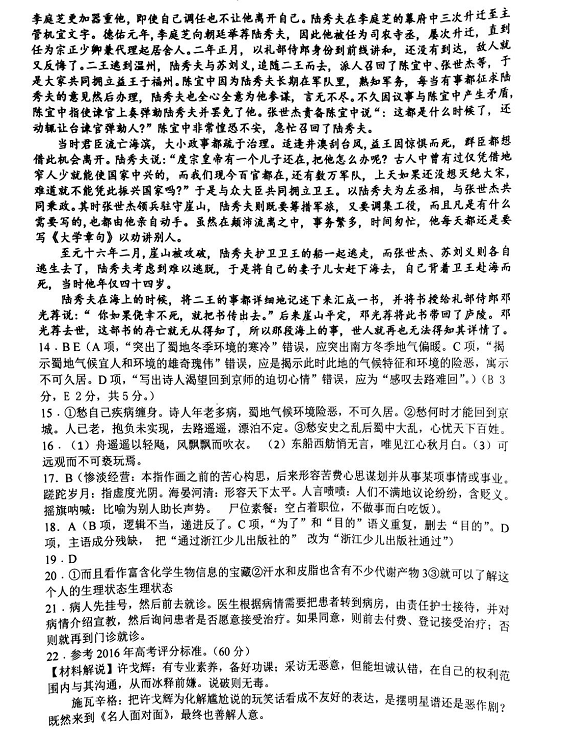 李庭芝更加器重他，即使自己调任也不让他离开自己。陆秀夫在李庭芝的幕府中三次升迁至主
管机宜文字。德佑元年，李庭芝向朝廷举荐陆秀夫，因此他被任为司农寺丞，屡次升迁，直到
任为宗正少卿兼代理起居舍人。二年正月，以礼部侍郎身份到前线讲和，还没有到达，敌人就
又反悔了。二王逃到温州，陆秀夫与苏刘义，追随二王而去，派人召回了陈宜中、张世杰等，于
是大家共同拥立益王于福州。陈宜中因为陆秀夫长期在军队里，熟知军务，每当有事都征求陆
秀夫的意见然后办理，陆秀夫也全心全意为他参谋，言无不尽。不久因议事与陈宜中产生矛盾，
陈宜中指使谏官上奏弹劾陆秀夫并罢免了他。张世杰责备陈宜中说“：这都是什么时候了，还
动辄让台谏官弹劾人？”陈宜中非常惶恐不安，急忙召回了陆秀夫。
当时君臣流亡海滨，大小政事都疏于治理。适逢井澳刮台风，益王因惊惧而死，群臣都想
借此机会离开。陆秀夫说：“度宗皇帝有一个儿子还在，把他怎么办呢？古人中曾有过仅凭借地
窄人少就能使国家中兴的，而我们现今百官都在，还有数万军队，上天如果还没想灭绝大宋，
难道就不能凭此振兴国家吗？”于是与众大臣共同拥立卫王。以陆秀夫为左丞相，与张世杰共
同秉政。其时张世杰领兵驻守崖山，陆秀夫则既要筹措军旅，又要调集工役，而且凡是有什么
需要写的，也都由他亲自动手。虽然在颠沛流离之中，事务繁多，时间匆忙，他每天都还是要
写《大学章句》以劝讲别人。
至元十六年二月，崖山被攻破，陆秀夫护卫卫王的船一起逃走，而张世杰、苏刘义则各自
逃生去了，陆秀夫考虑到难以逃脱，于是将自己的妻子儿女赶下海去，自己背着卫王赴海而
死，当时他年仅四十四岁。
陆秀夫在海上的时候，将二王的事都详细地记述下来汇成一书，并将书授给礼部侍郎邓
光荐说：“ 你如果侥幸不死，就把书传出去。”后来崖山平定，邓光荐将此书带回了庐陵。邓
光荐去世，这部书的存亡就无从得知了，所以那段海上的事，世人就再也无法得知其详情了。
14．BE（A 项，“突出了蜀地冬季环境的寒冷”错误，应突出南方冬季地气偏暖。C 项，“揭
示蜀地气候宜人和环境的雄奇瑰伟”错误，应是揭示此时此地的气候特征和环境的险恶，寓示
不可久居。D 项，“写出诗人渴望回到京师的迫切心情”错误，应为“感叹去路难回”。）（B 3
分，E 2 分，共 5 分。）
15．①愁自己疾病缠身。诗人年老多病，蜀地气候环境险恶，不可久居。②愁何时才能回到京
城。人已老，抱负未实现，去路遥遥，漂泊不定。③愁安史之乱后蜀中大乱，心忧天下百姓。
16．（1）舟遥遥以轻飏，风飘飘而吹衣。 （2）东船西舫悄无言，唯见江心秋月白。（3）可
远观而不可亵玩焉。
17．B（惨淡经营：本指作画之前的苦心构思，后来形容苦费心思谋划并从事某项事情或事业。
蹉跎岁月：指虚度光阴。海晏河清：形容天下太平。人言啧啧：人们不满地议论纷纷，含贬义。
摇旗呐喊：比喻为别人助长声势。 尸位素餐：空占着职位，不做事而白吃饭）。
18．A（B 项，逻辑不当，递进反了。C 项，“为了”和“目的”语义重复，删去“目的”。D
项，主语成分残缺， 把“通过浙江少儿出版社的” 改为“浙江少儿出版社通过”）
19．D
20．①而且看作富含化学生物信息的宝藏②汗水和皮脂也含有不少代谢产物 3③就可以了解这
个人的生理状态生理状态
21．病人先挂号，然后前去就诊。医生根据病情需要把患者转到病房，由责任护士接待，并对
病情介绍宣教，然后询问患者是否愿意接受治疗。如果同意，则前去付费、登记接受治疗；否
则就再到门诊就诊。
22．参考 2016 年高考评分标准。（60 分）
【材料解说】许戈辉：有专业素养，备好功课；采访无恶意，但能坦诚认错，在自己的权利范
围内与其沟通，从而冰释前嫌。说破则无毒。
施瓦辛格：把许戈辉为化解尴尬说的玩笑话看成不友好的表达，是摆明星谱还是恶作剧？
既然来到《名人面对面》，最终也善解人意。